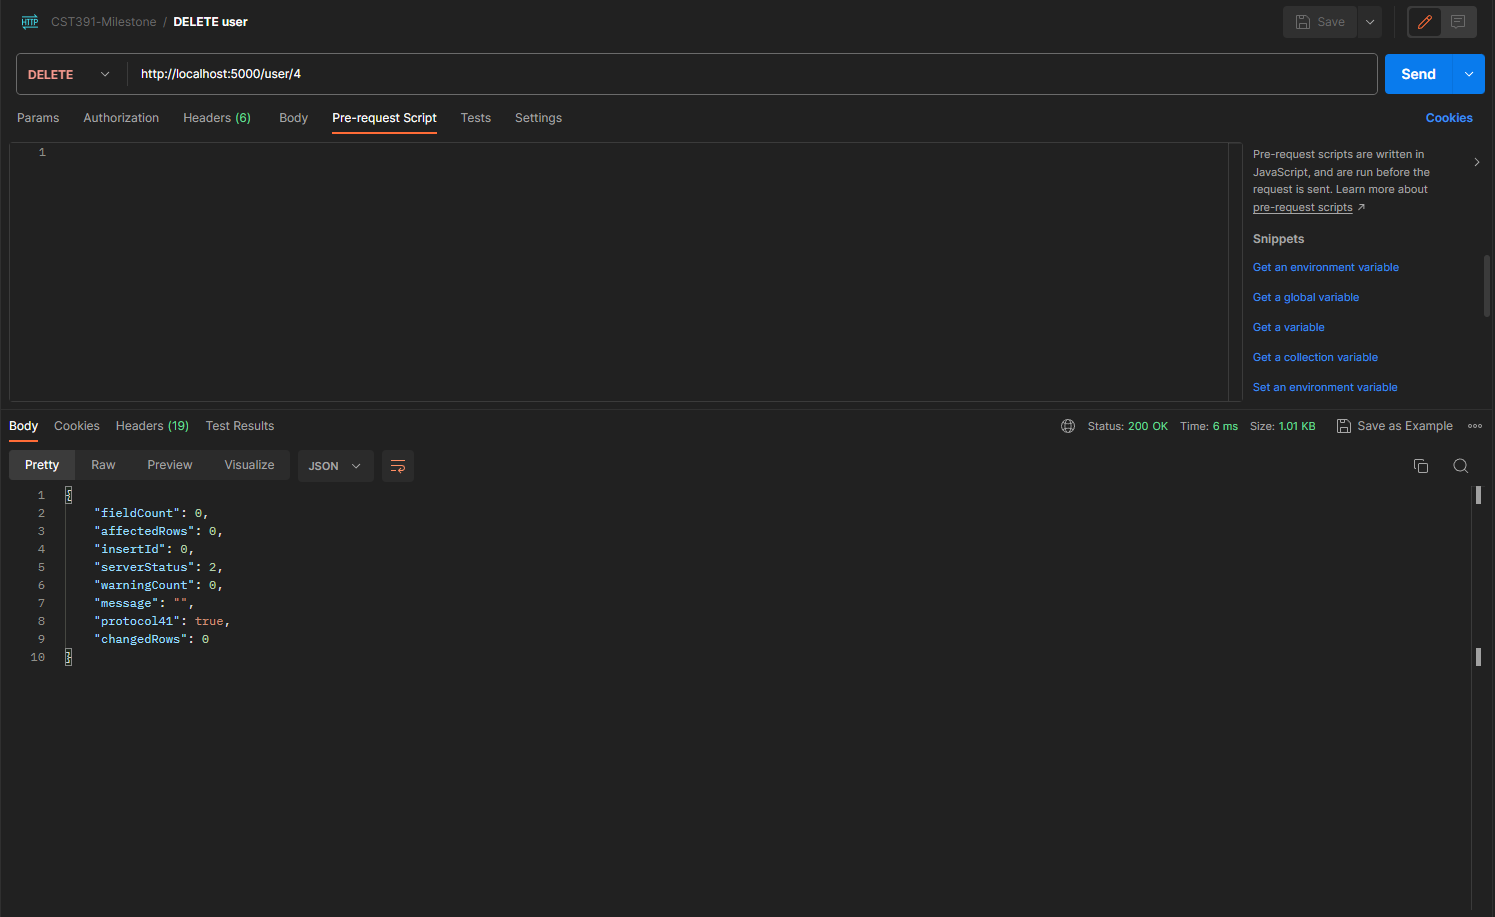 HTTP CST391-Milestone / DELETE user Save
DELETE http://localhost:5000/user/4 Send
Params Authorization Headers (6) Body Pre-request Script Tests Settings Cookies
1
Pre-request scripts are written in
JavaScript, and are run before the
request is sent. Learn more about
pre-request scripts ↗
Snippets
Get an environment variable
Get a global variable
Get a variable
Get a collection variable
Set an environment variable
Body Cookies Headers (19) Test Results Status: 200 OK Time: 6 ms Size: 1.01 KB Save as Example
Pretty Raw Preview Visualize JSON
1 {
2 "fieldCount": 0,
3 "affectedRows": 0,
4 "insertId": 0,
5 "serverStatus": 2,
6 "warningCount": 0,
7 "message": "",
8 "protocol41": true,
9 "changedRows": 0
10 }